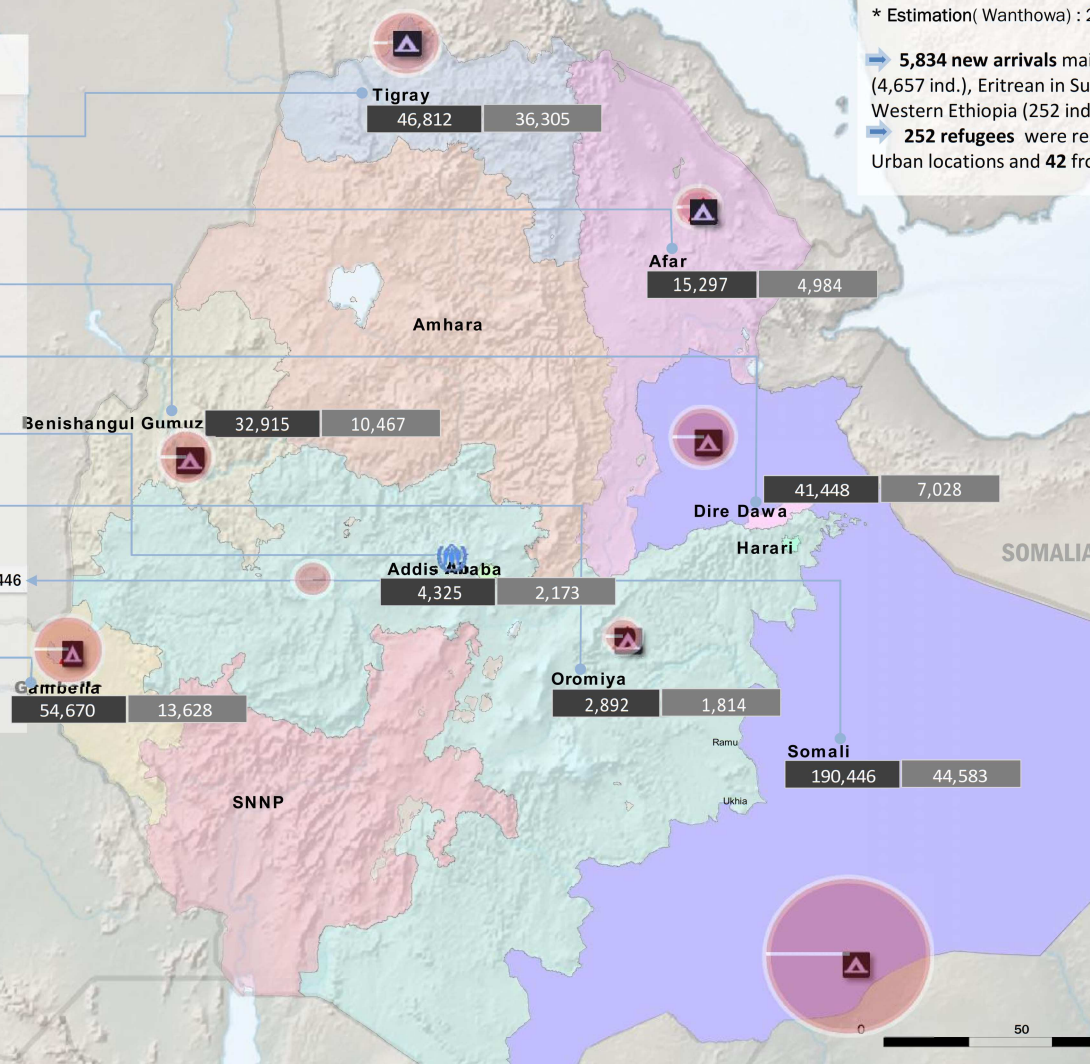 * Estimation( Wanthowa) : 2
5,834 new arrivals mai
(4,657 ind.), Eritrean in Su
Western Ethiopia (252 ind
252 refugees were re
Urban locations and 42 fro
Tigray
46,812 36,305
Afar
15,297 4,984
Amhara
Benishangul Gumuz 32,915 10,467
41,448 7,028
Dire Dawa
Harari
SOMALIA
Addis Ababa
4,325 2,173
446
Oromiya
2,892 1,814
Gambella
54,670 13,628
Ramu
Somali
190,446 44,583
SNNP
Ukhia
0 50